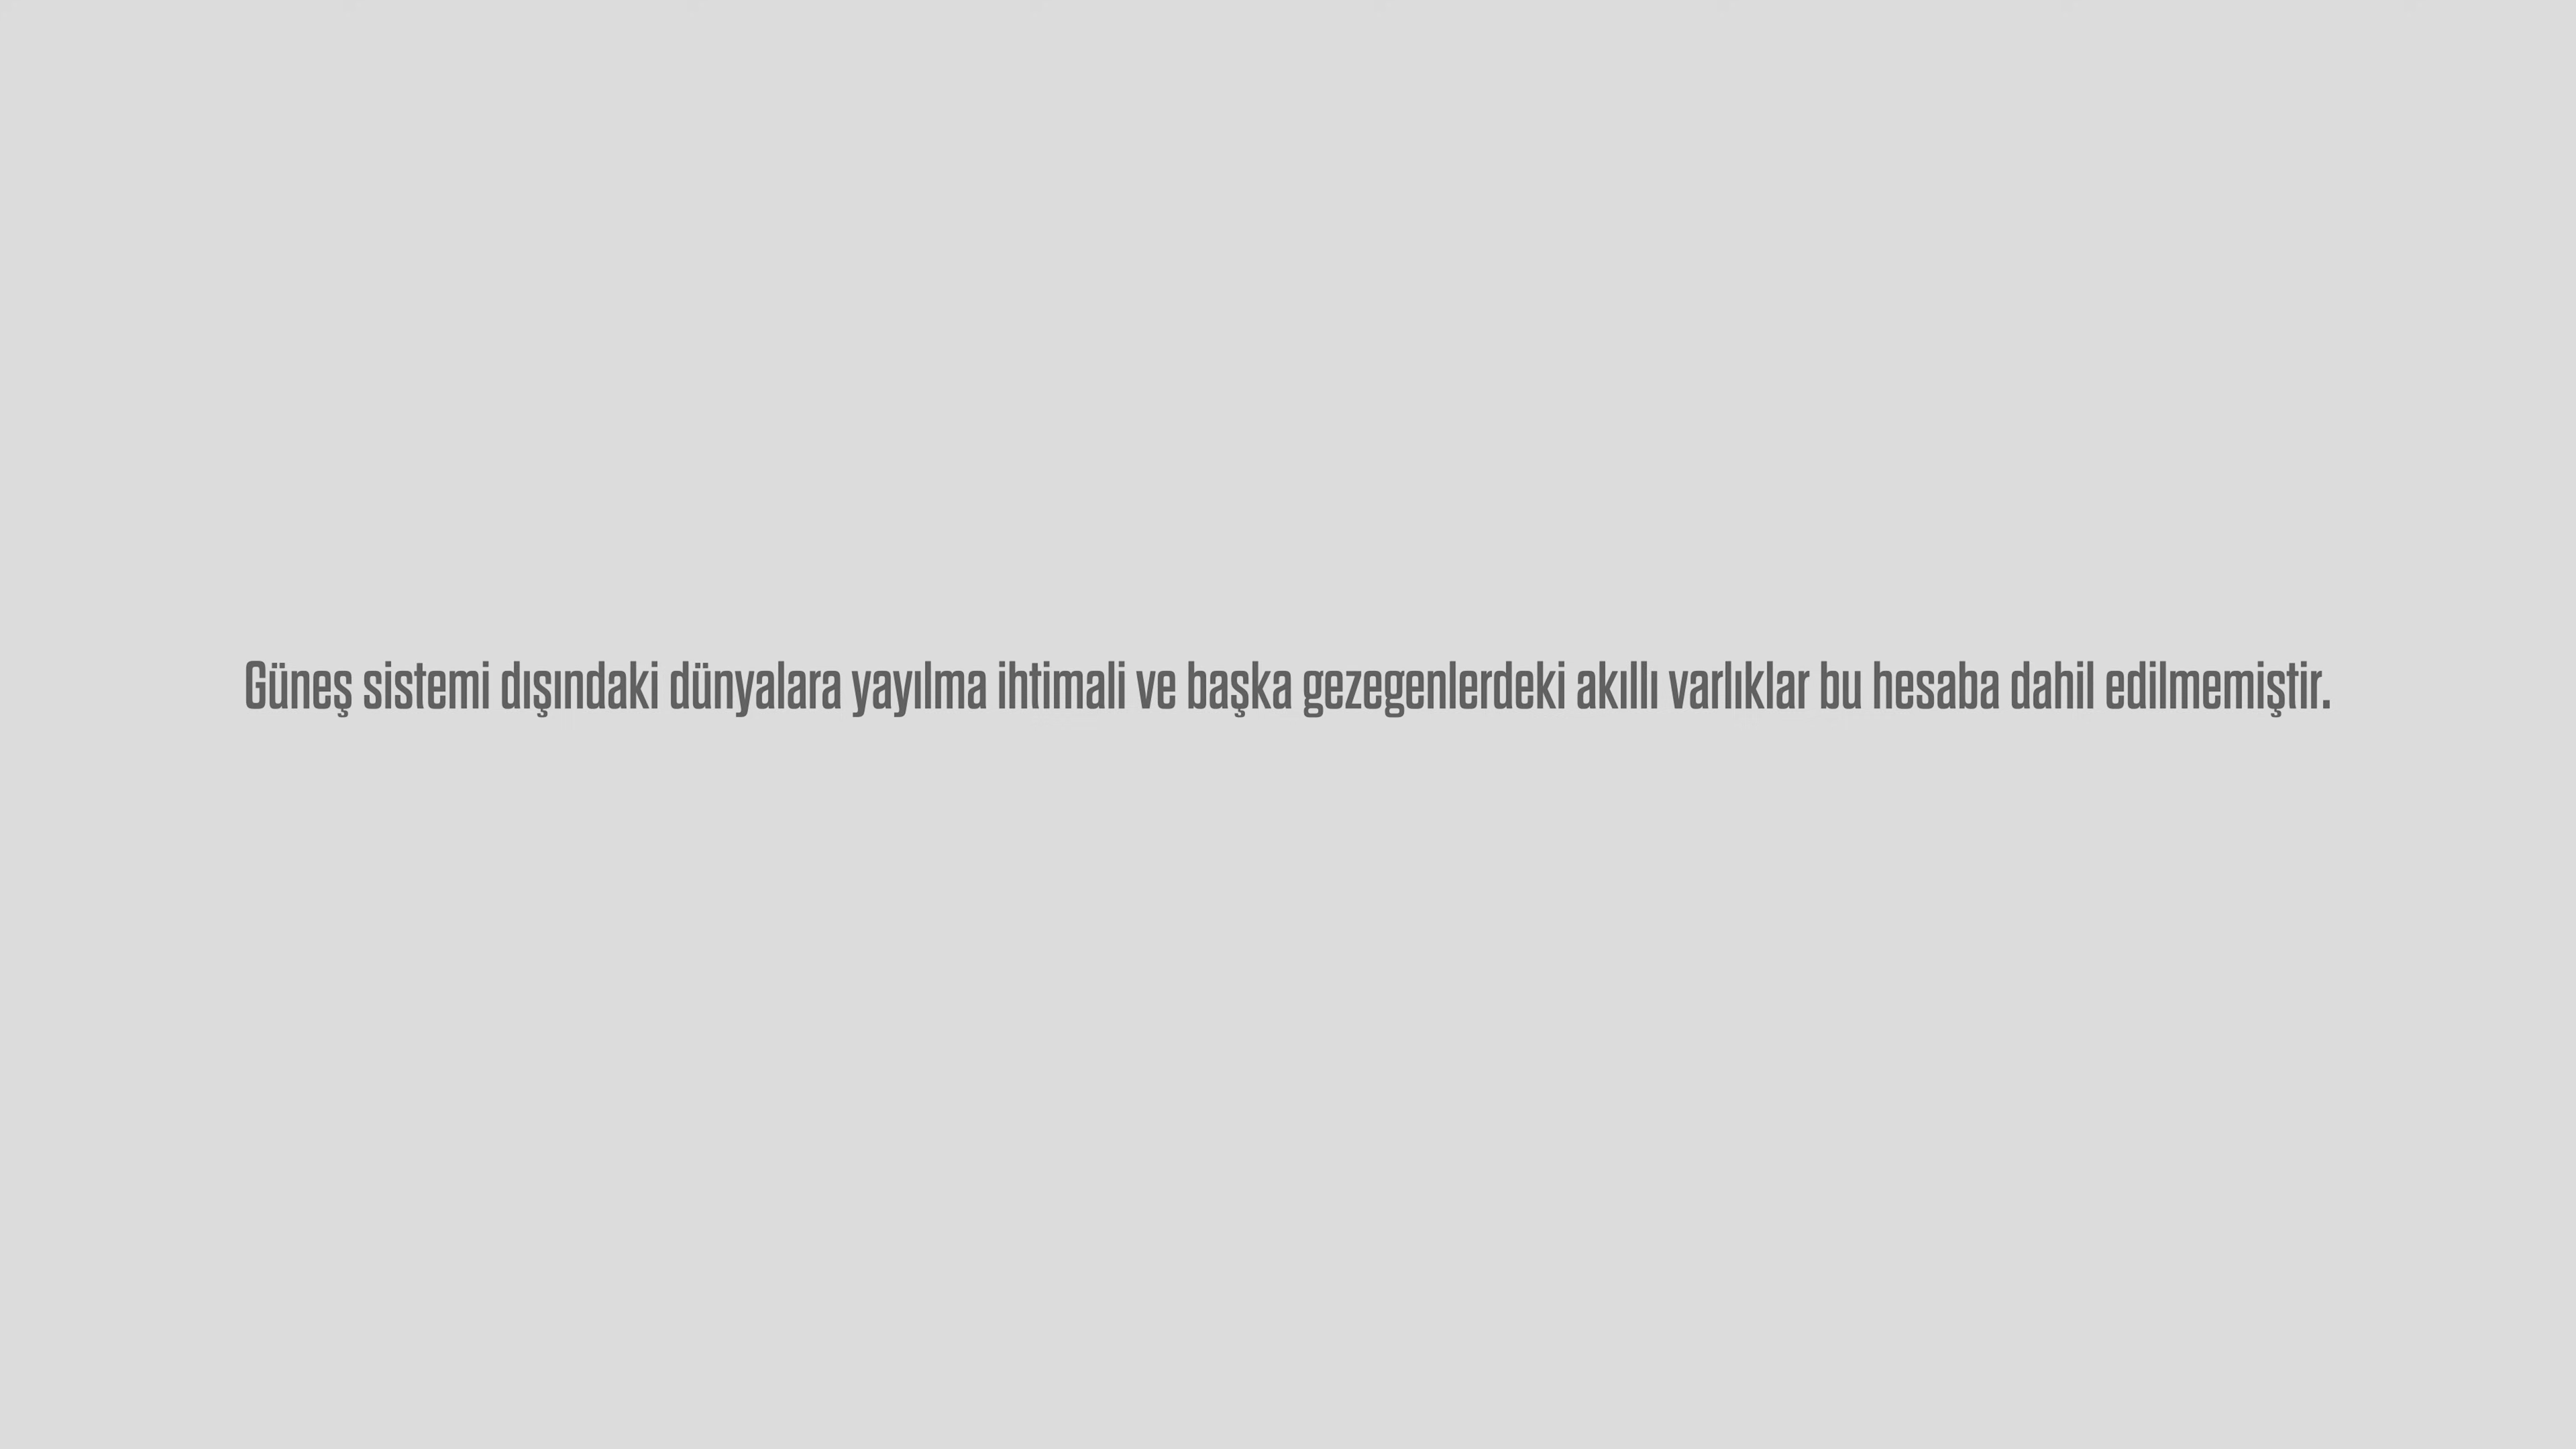 Güneş sistemi dışındaki dünyalara yayılma ihtimali ve başka gezegenlerdeki akıllı varlıklar bu hesaba dahil edilmemiştir.